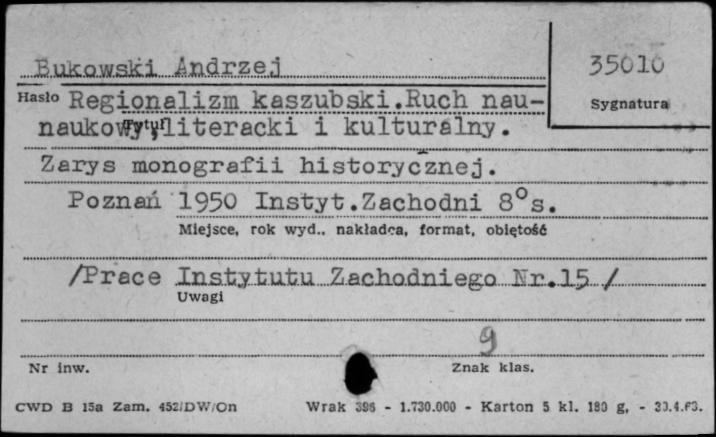 Bukowski Andrzej
35010
Hasło Regionalizm kaszubski.Ruch nau-
Sygnatura
naukowy,literacki i kulturalny.
Zarys monografii historycznej.
Poznań 1950 Instyt.Zachodni 8°s.
Miejsce, rok wyd., nakładca, format, objętość
/Prace Instytutu Zachodniego Nr.15 /
Uwagi
9
Nr inw.
Znak klas.
CWD B 15a Zam. 452/DW/On
Wrak 396 - 1.730.000 - Karton 5 kl. 180 g, - 30.4.63.